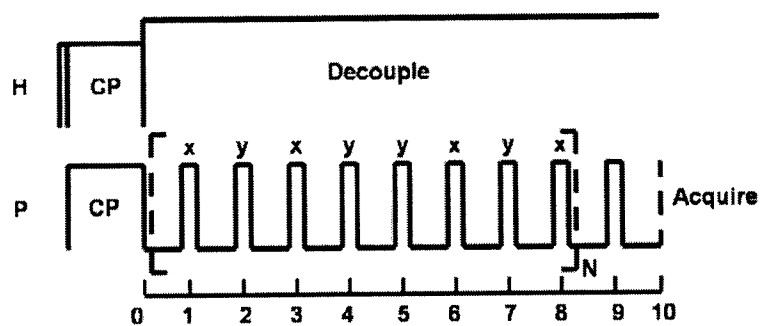 H CP Decouple
x y x y y x y x
P CP Acquire
N
0 1 2 3 4 5 6 7 8 9 10